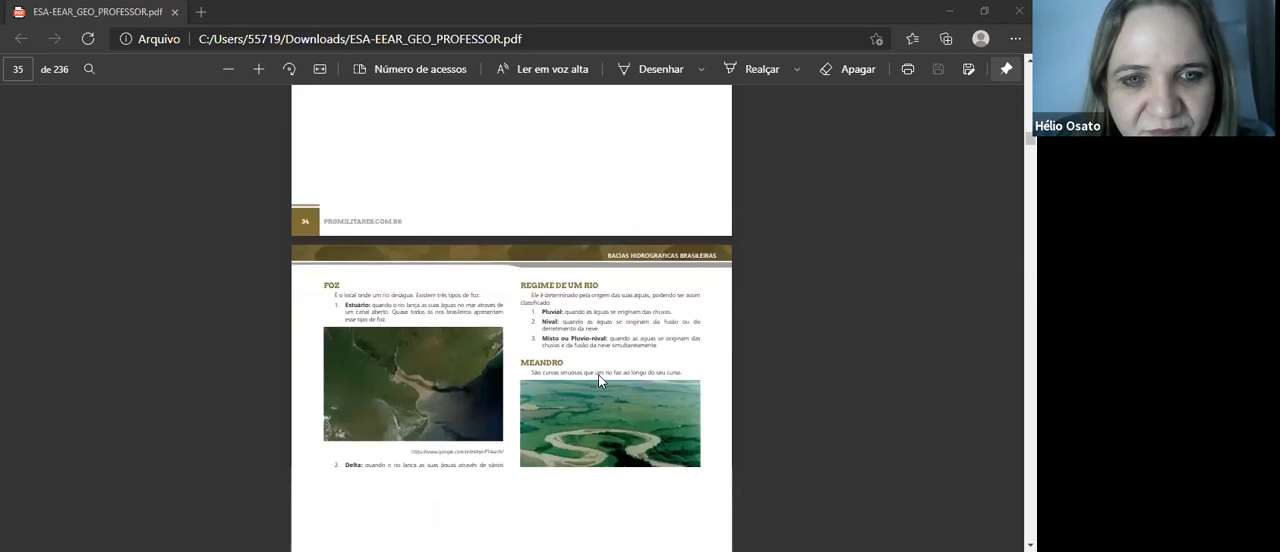 ESA-EEAR_GEO_PROFESSOR.pdf
Arquivo C:/Users/55719/Downloads/ESA-EEAR_GEO_PROFESSOR.pdf
35 de 236 Número de acessos Ler em voz alta Desenhar Realçar Apagar
Hélio Osato
34 PROMILITARES.COM.BR
BACIAS HIDROGRÁFICAS BRASILEIRAS
FOZ
É o local onde um rio deságua. Existem três tipos de foz:
1. Estuário: quando o rio lança as suas águas no mar através de
um canal aberto. Quase todos os rios brasileiros apresentam
esse tipo de foz.
2. Delta: quando o rio lança as suas águas através de vários
REGIME DE UM RIO
Ele é determinado pela origem das suas águas, podendo ser assim
classificado:
1. Pluvial: quando as águas se originam das chuvas.
2. Nival: quando as águas se originam da fusão ou do
derretimento da neve
3. Misto ou Pluvio-nival: quando as águas se originam das
chuvas e da fusão da neve simultaneamente.
MEANDRO
São curvas sinuosas que um rio faz ao longo do seu curso.